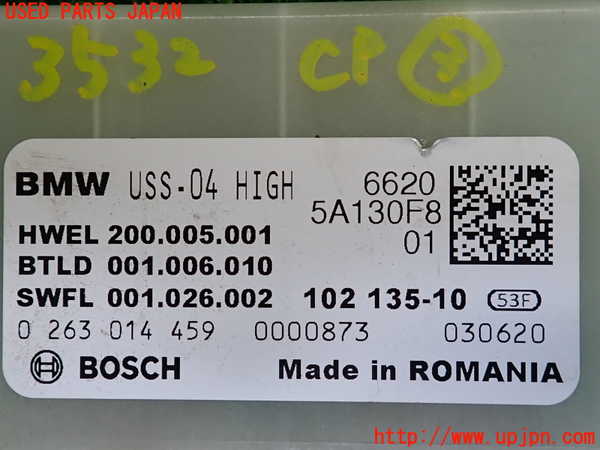 USED PARTS JAPAN
3532 CP ③
BMW USS-04 HIGH 6620
5A130F8
01
HWEL 200.005.001
BTLD 001.006.010
SWFL 001.026.002 102 135-10 53F
0 263 014 459 0000873 030620
BOSCH Made in ROMANIA
http://www.upjpn.com/